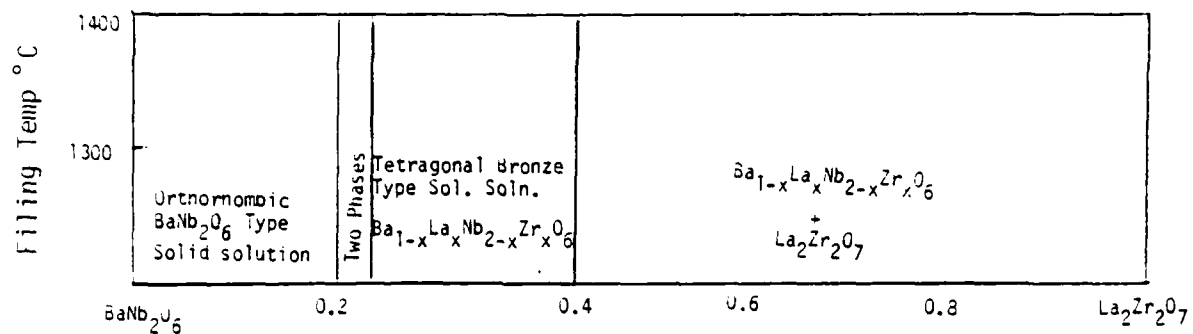 1400
1300
Filing Temp °C
Ortnornombic
BaNb₂O₆ Type
Solid solution
Two Phases
Tetragonal Bronze
Type Sol. Soln.
Ba₁₋ₓLaₓNb₂₋ₓZrₓO₆
Ba₁₋ₓLaₓNb₂₋ₓZrₓO₆
+
La₂Zr₂O₇
BaNb₂O₆ 0.2 0.4 0.6 0.8 La₂Zr₂O₇